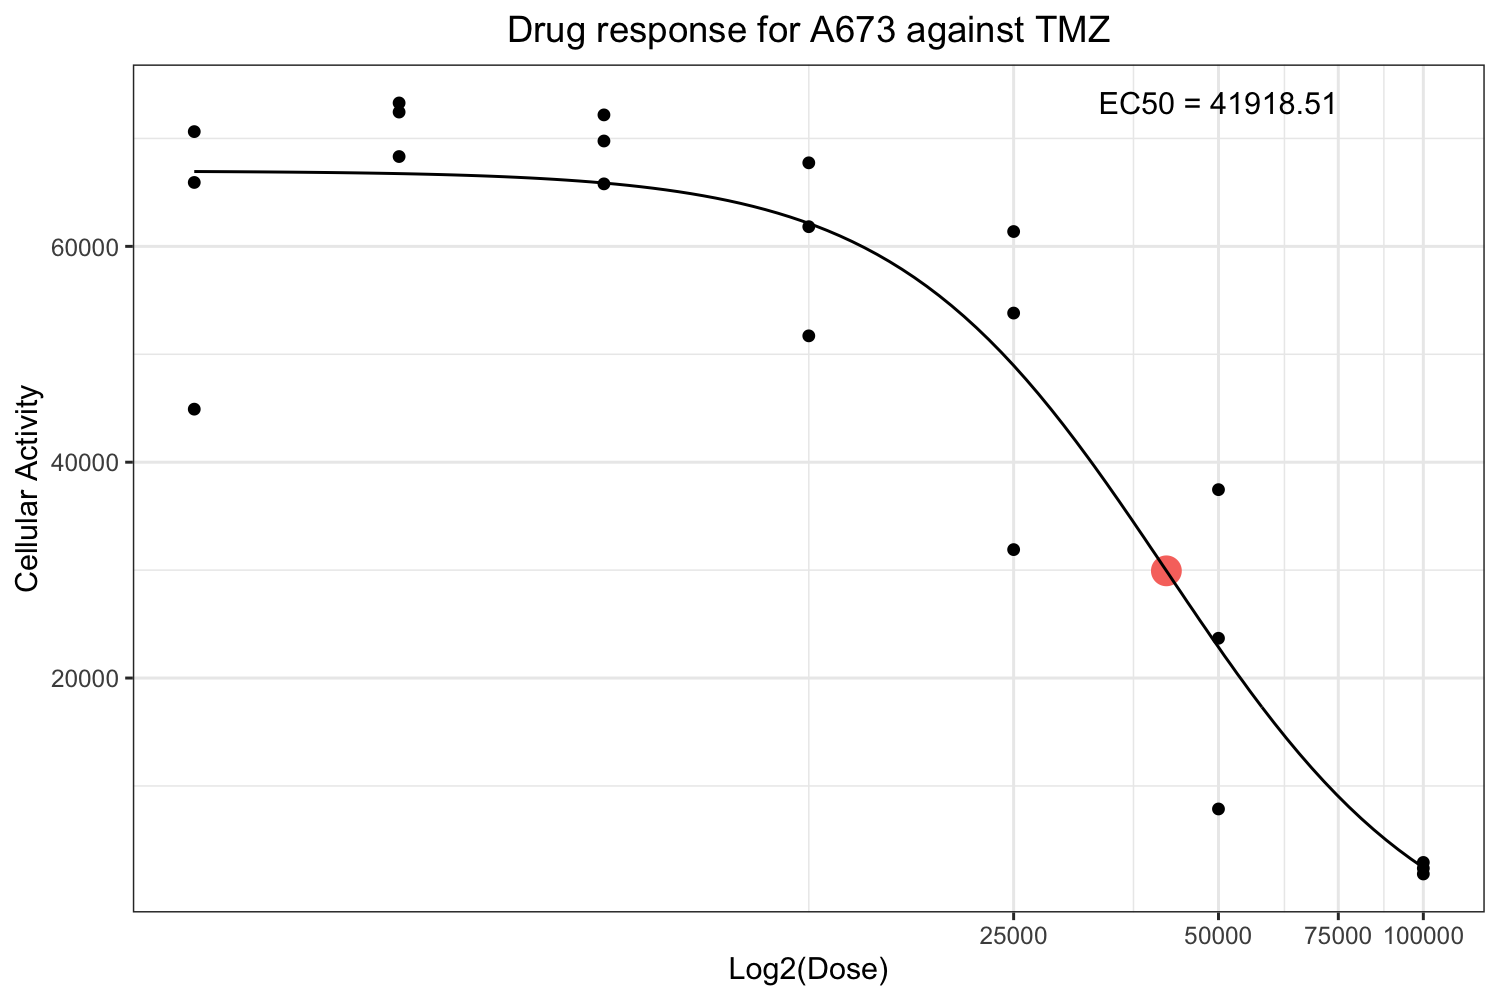 Drug response for A673 against TMZ
EC50 = 41918.51
Cellular Activity
60000
40000
20000
25000 50000 75000 100000
Log2(Dose)